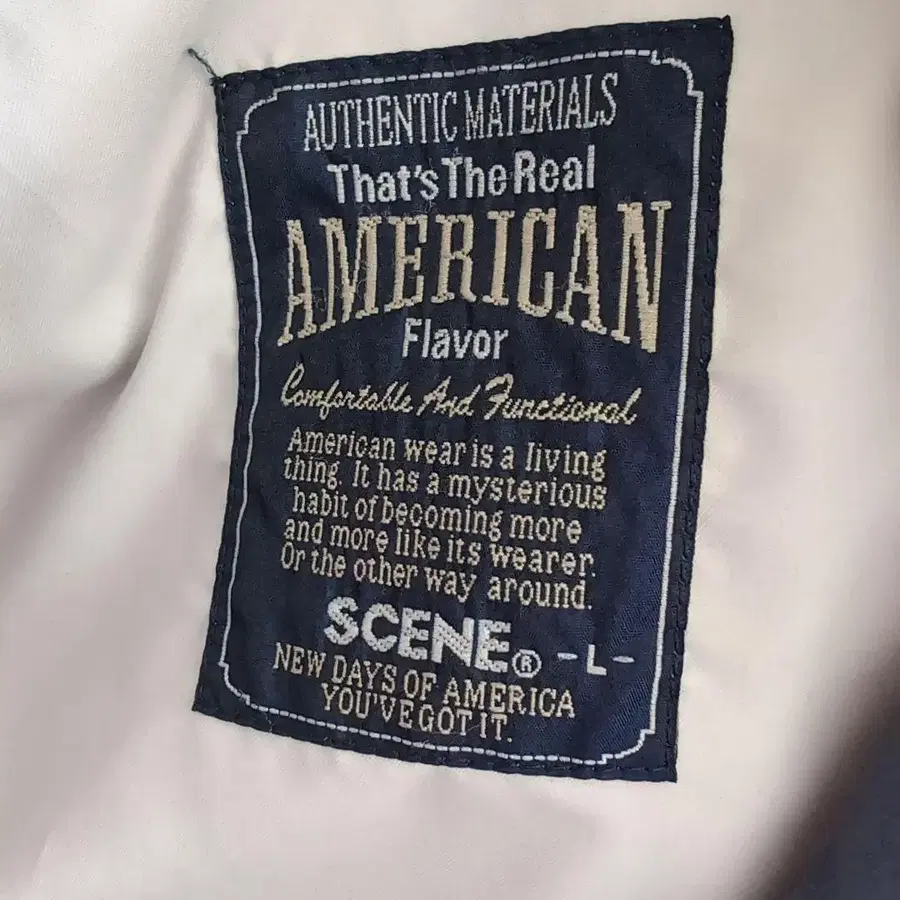 AUTHENTIC MATERIALS
That's The Real
AMERICAN
Flavor
Comfortable And Functional
American wear is a living
thing. It has a mysterious
habit of becoming more
and more like its wearer.
Or the other way around.
SCENE® -L-
NEW DAYS OF AMERICA
YOU'VE GOT IT.